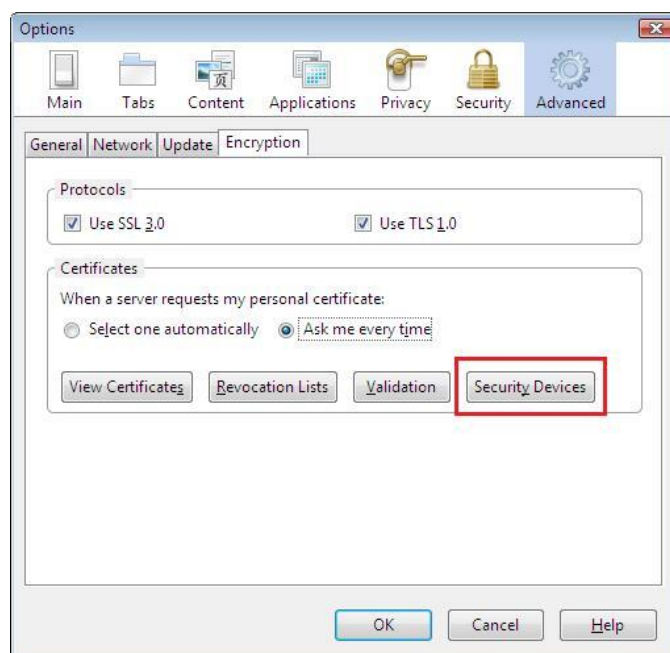 Options
Main Tabs Content Applications Privacy Security Advanced
General Network Update Encryption
Protocols
Use SSL 3.0 Use TLS 1.0
Certificates
When a server requests my personal certificate:
Select one automatically Ask me every time
View Certificates Revocation Lists Validation Security Devices
OK Cancel Help